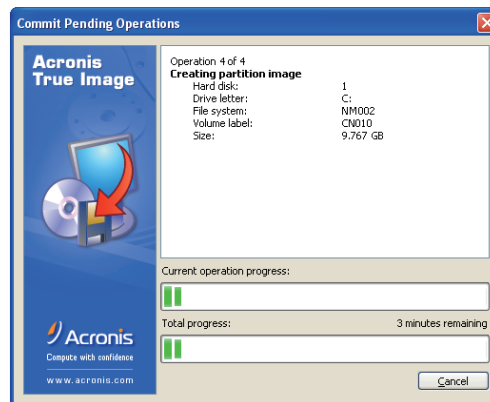 Commit Pending Operations
Acronis
True Image
Operation 4 of 4
Creating partition image
Hard disk: 1
Drive letter: C:
File system: NM002
Volume label: CN010
Size: 9.767 GB
Current operation progress:
Total progress: 3 minutes remaining
Acronis
Compute with confidence
www.acronis.com
Cancel